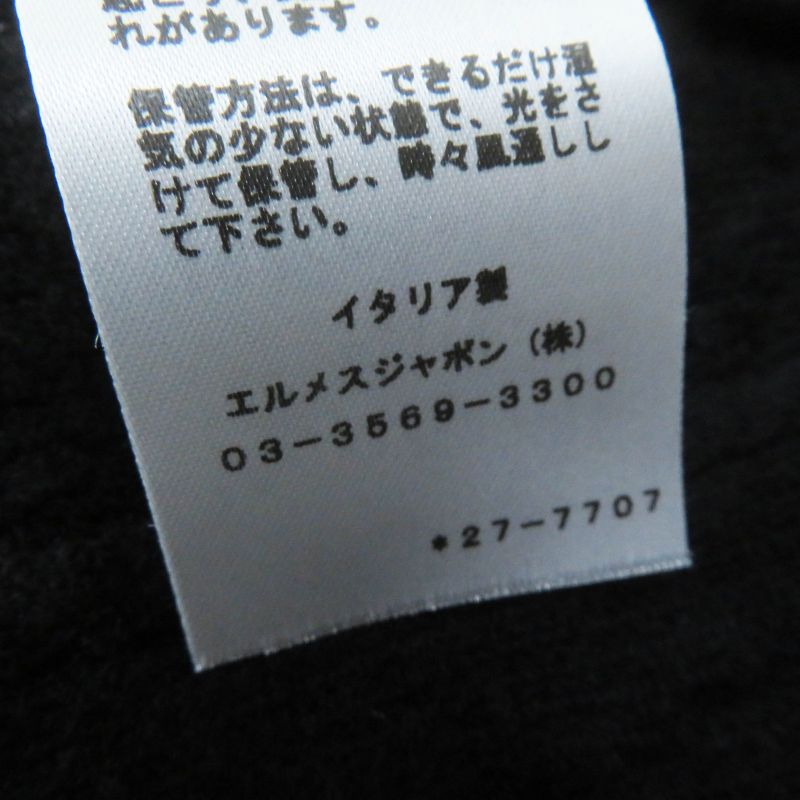 れがあります。
保管方法は、できるだけ湿
気の少ない状態で、光をさ
けて保管し、時々風通しし
て下さい。
イタリア製
エルメスジャポン（株）
03-3569-3300
*27-7707